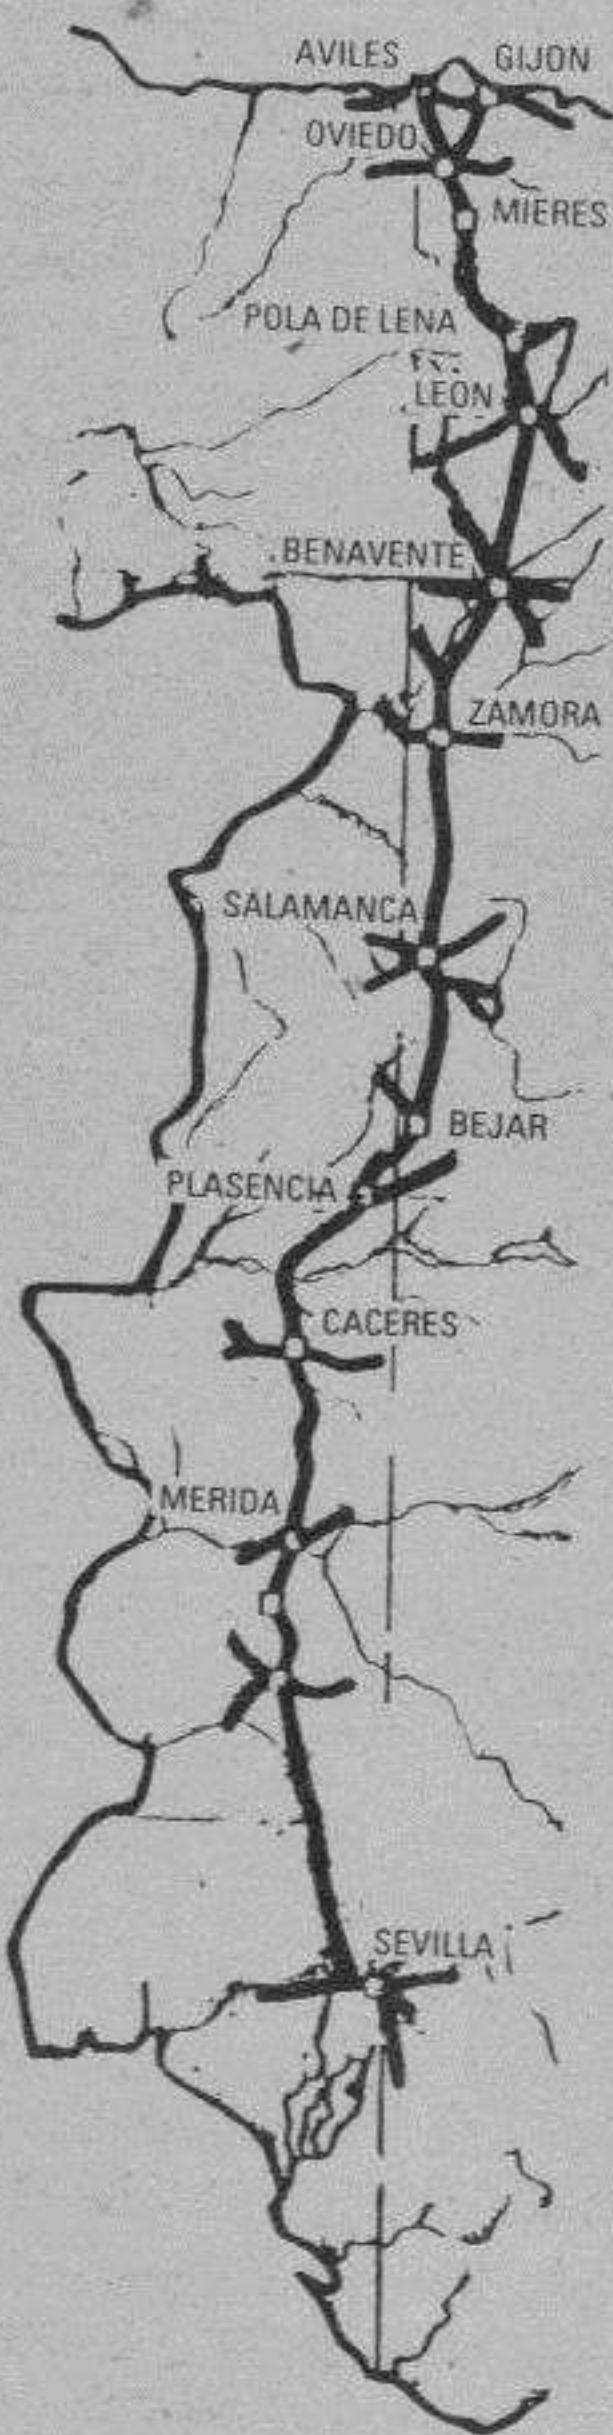 AVILES
GIJON
OVIEDO
MIERES
POLA DE LENA
LEON
BENAVENTE
ZAMORA
SALAMANCA
BEJAR
PLASENCIA
CACERES
MERIDA
SEVILLA